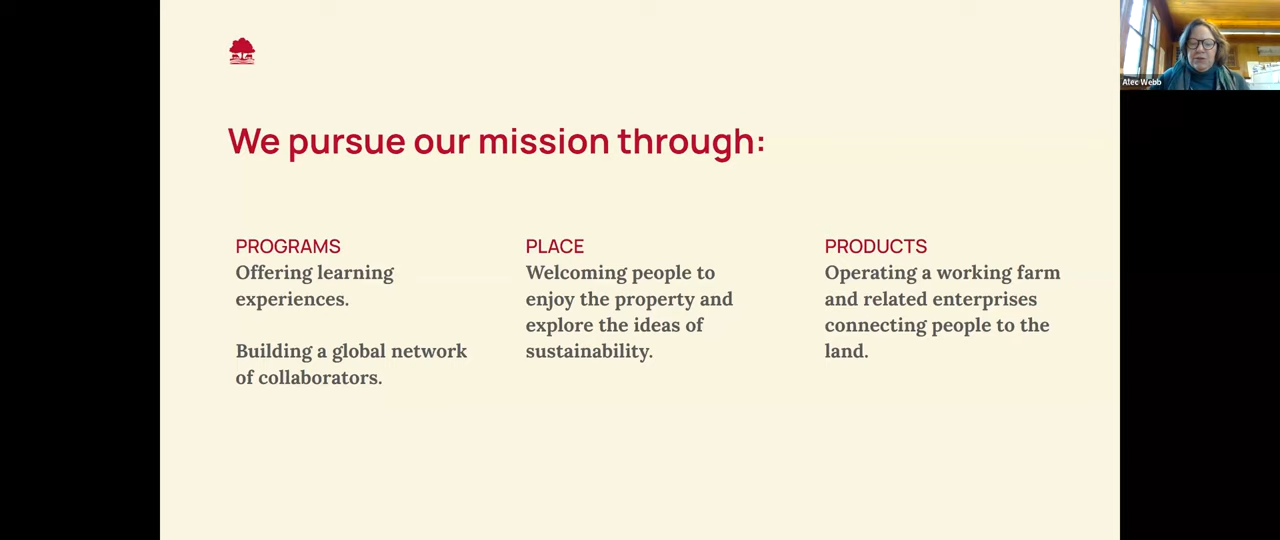 We pursue our mission through:
PROGRAMS
Offering learning
experiences.
Building a global network
of collaborators.
PLACE
Welcoming people to
enjoy the property and
explore the ideas of
sustainability.
PRODUCTS
Operating a working farm
and related enterprises
connecting people to the
land.
Alec Webb